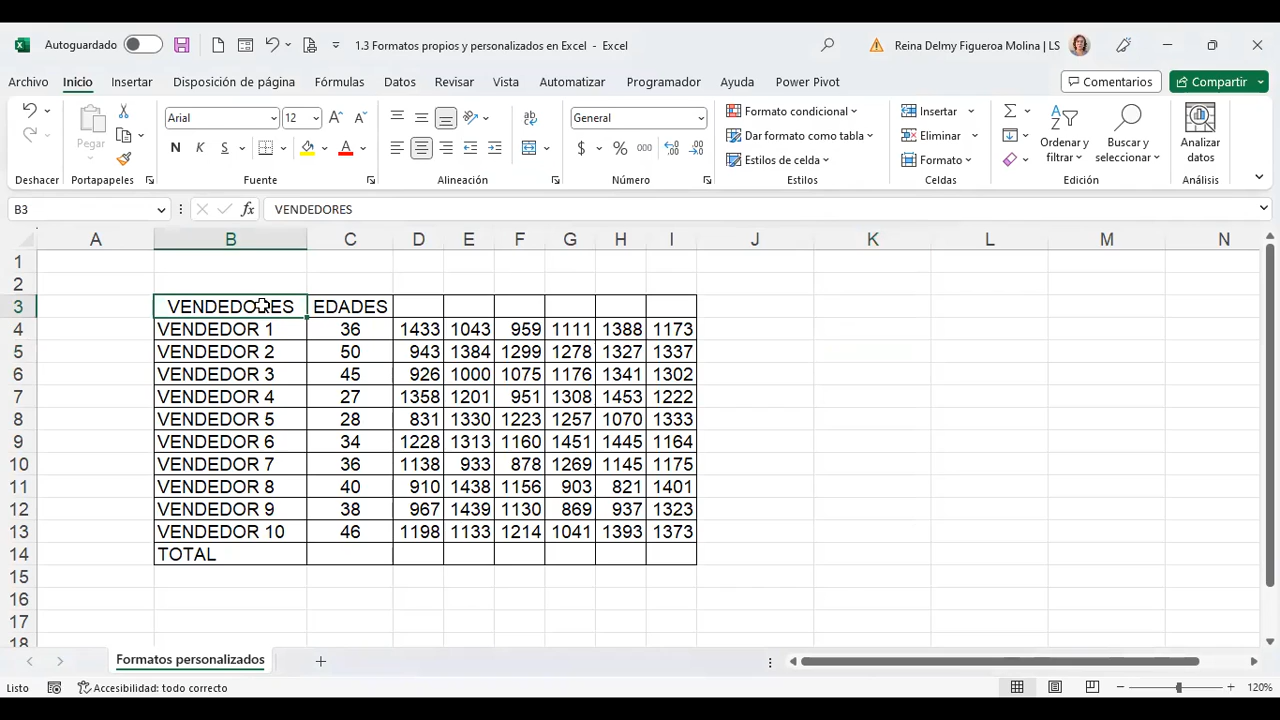 Autoguardado 1.3 Formatos propios y personalizados en Excel - Excel Reina Delmy Figueroa Molina | LS
Archivo Inicio Insertar Disposición de página Fórmulas Datos Revisar Vista Automatizar Programador Ayuda Power Pivot Comentarios Compartir
Pegar Arial 12 General Formato condicional Insertar
N K S $ % 000 Dar formato como tabla Eliminar Ordenar y filtrar Buscar y seleccionar Analizar datos
Estilos de celda Formato
Deshacer Portapapeles Fuente Alineación Número Estilos Celdas Edición Análisis
B3 fx VENDEDORES
A B C D E F G H I J K L M N
1
2
3 VENDEDORES EDADES
4 VENDEDOR 1 36 1433 1043 959 1111 1388 1173
5 VENDEDOR 2 50 943 1384 1299 1278 1327 1337
6 VENDEDOR 3 45 926 1000 1075 1176 1341 1302
7 VENDEDOR 4 27 1358 1201 951 1308 1453 1222
8 VENDEDOR 5 28 831 1330 1223 1257 1070 1333
9 VENDEDOR 6 34 1228 1313 1160 1451 1445 1164
10 VENDEDOR 7 36 1138 933 878 1269 1145 1175
11 VENDEDOR 8 40 910 1438 1156 903 821 1401
12 VENDEDOR 9 38 967 1439 1130 869 937 1323
13 VENDEDOR 10 46 1198 1133 1214 1041 1393 1373
14 TOTAL
15
16
17
18
Formatos personalizados
Listo Accesibilidad: todo correcto 120%